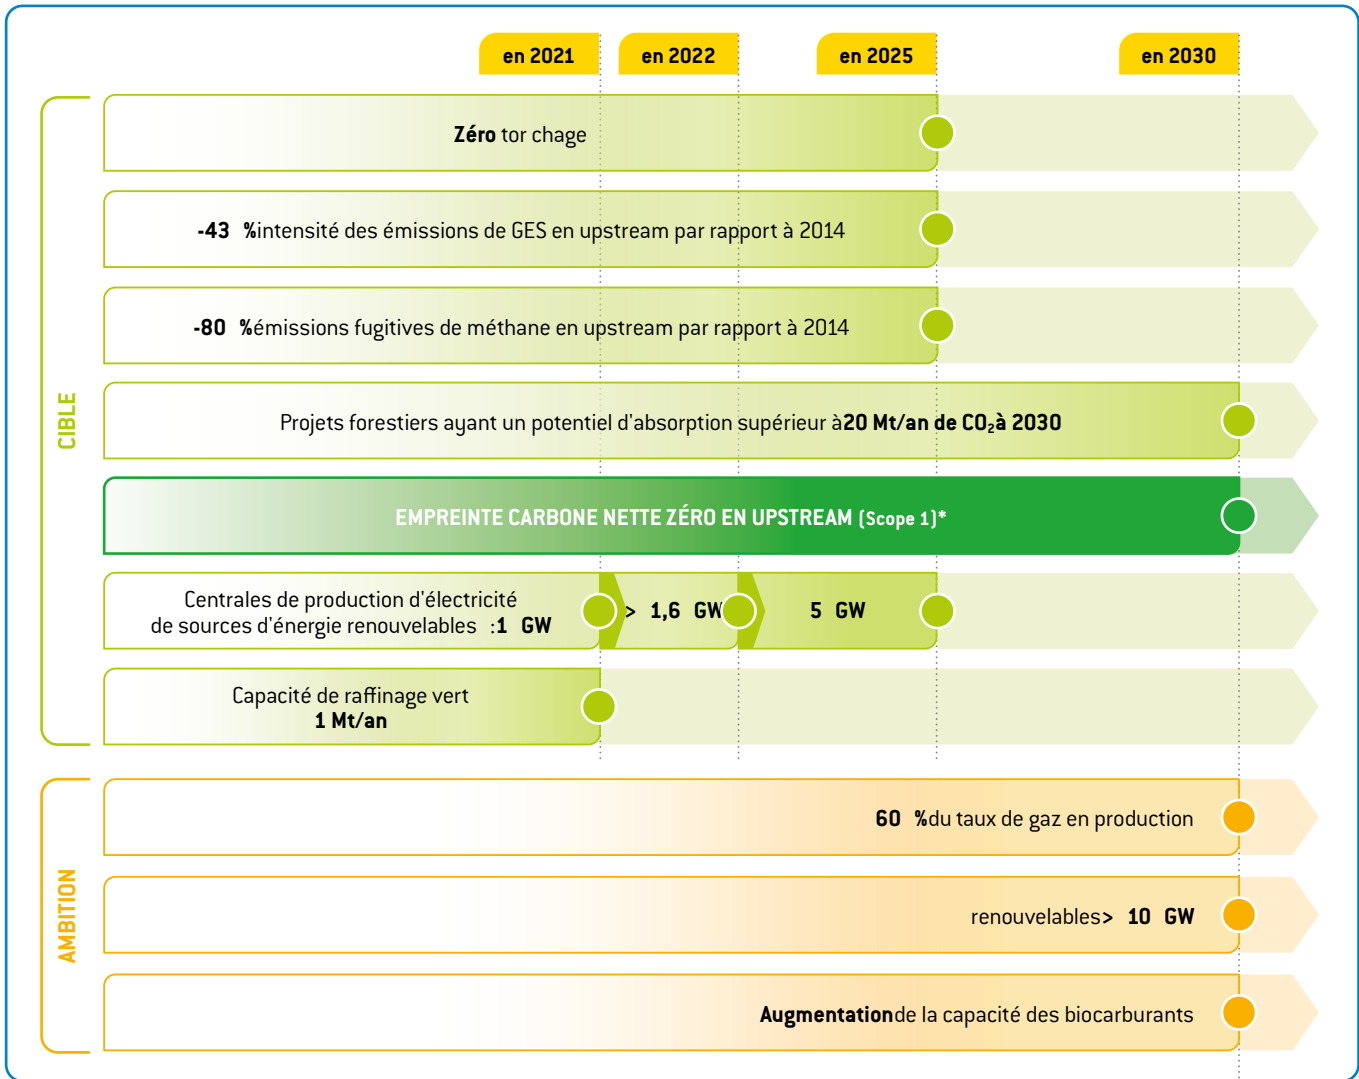 en 2021 en 2022 en 2025 en 2030
CIBLE
Zéro tor chage
-43 %intensité des émissions de GES en upstream par rapport à 2014
-80 %émissions fugitives de méthane en upstream par rapport à 2014
Projets forestiers ayant un potentiel d'absorption supérieur à20 Mt/an de CO₂à 2030
EMPREINTE CARBONE NETTE ZÉRO EN UPSTREAM (Scope 1)*
Centrales de production d'électricité
de sources d'énergie renouvelables :1 GW > 1,6 GW 5 GW
Capacité de raffinage vert
1 Mt/an
AMBITION
60 %du taux de gaz en production
renouvelables> 10 GW
Augmentationde la capacité des biocarburants